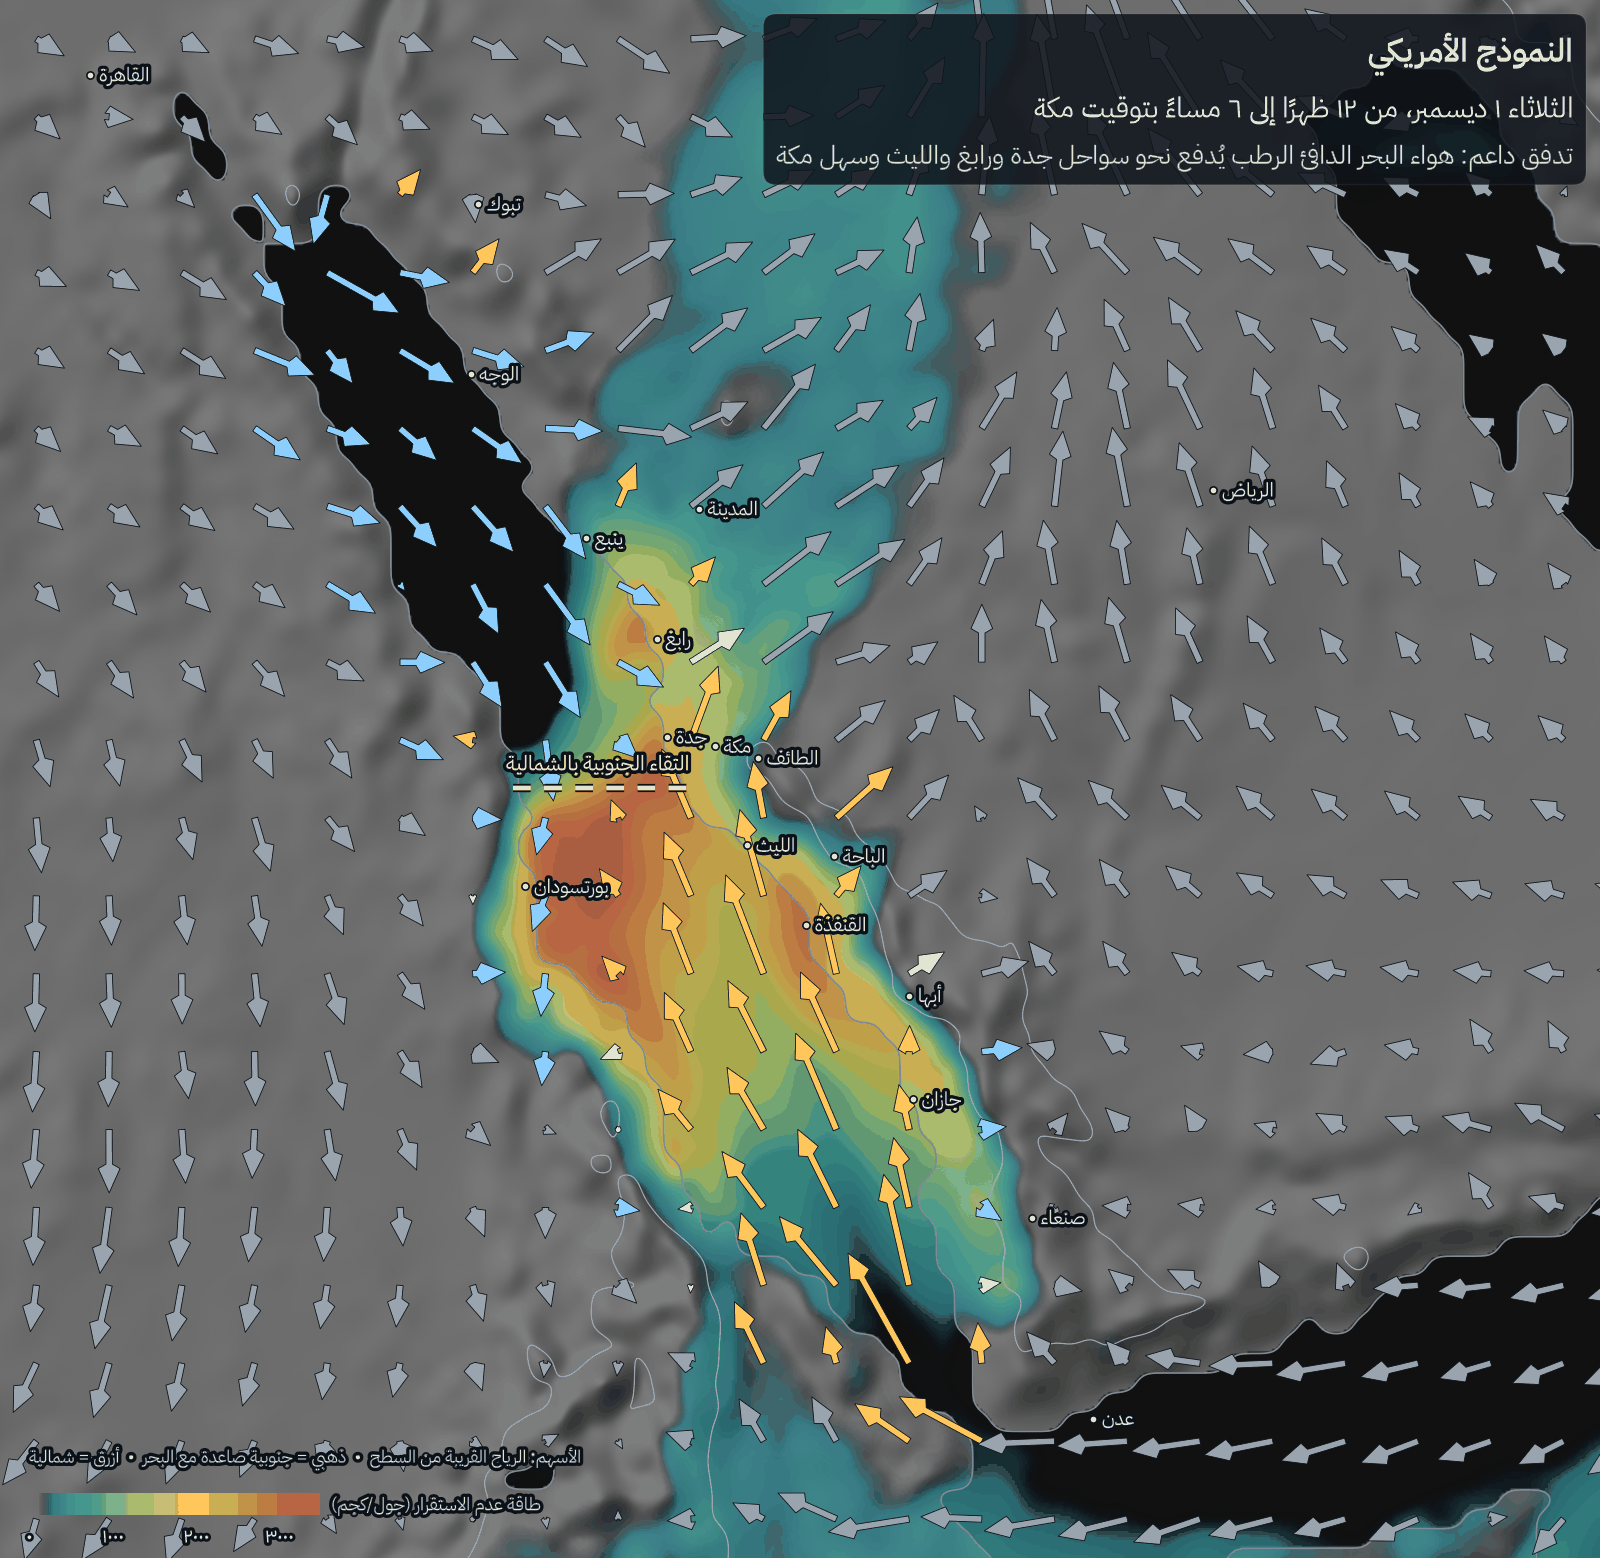 النموذج الأمريكي
الثلاثاء ١ ديسمبر، من ١٢ ظهرًا إلى ٦ مساءً بتوقيت مكة
تدفق داعم: هواء البحر الدافئ الرطب يُدفع نحو سواحل جدة ورابغ والليث وسهل مكة
القاهرة
تبوك
الوجه
الرياض
المدينة
ينبع
رابغ
جدة
مكة
الطائف
التقاء الجنوبية بالشمالية
الليث
الباحة
بورتسودان
القنفذة
أبها
جازان
صنعاء
عدن
الأسهم: الرياح القريبة من السطح • ذهبي = جنوبية صاعدة مع البحر • أزرق = شمالية
طاقة عدم الاستقرار (جول/كجم)
٠ ١٠٠٠ ٢٠٠٠ ٣٠٠٠